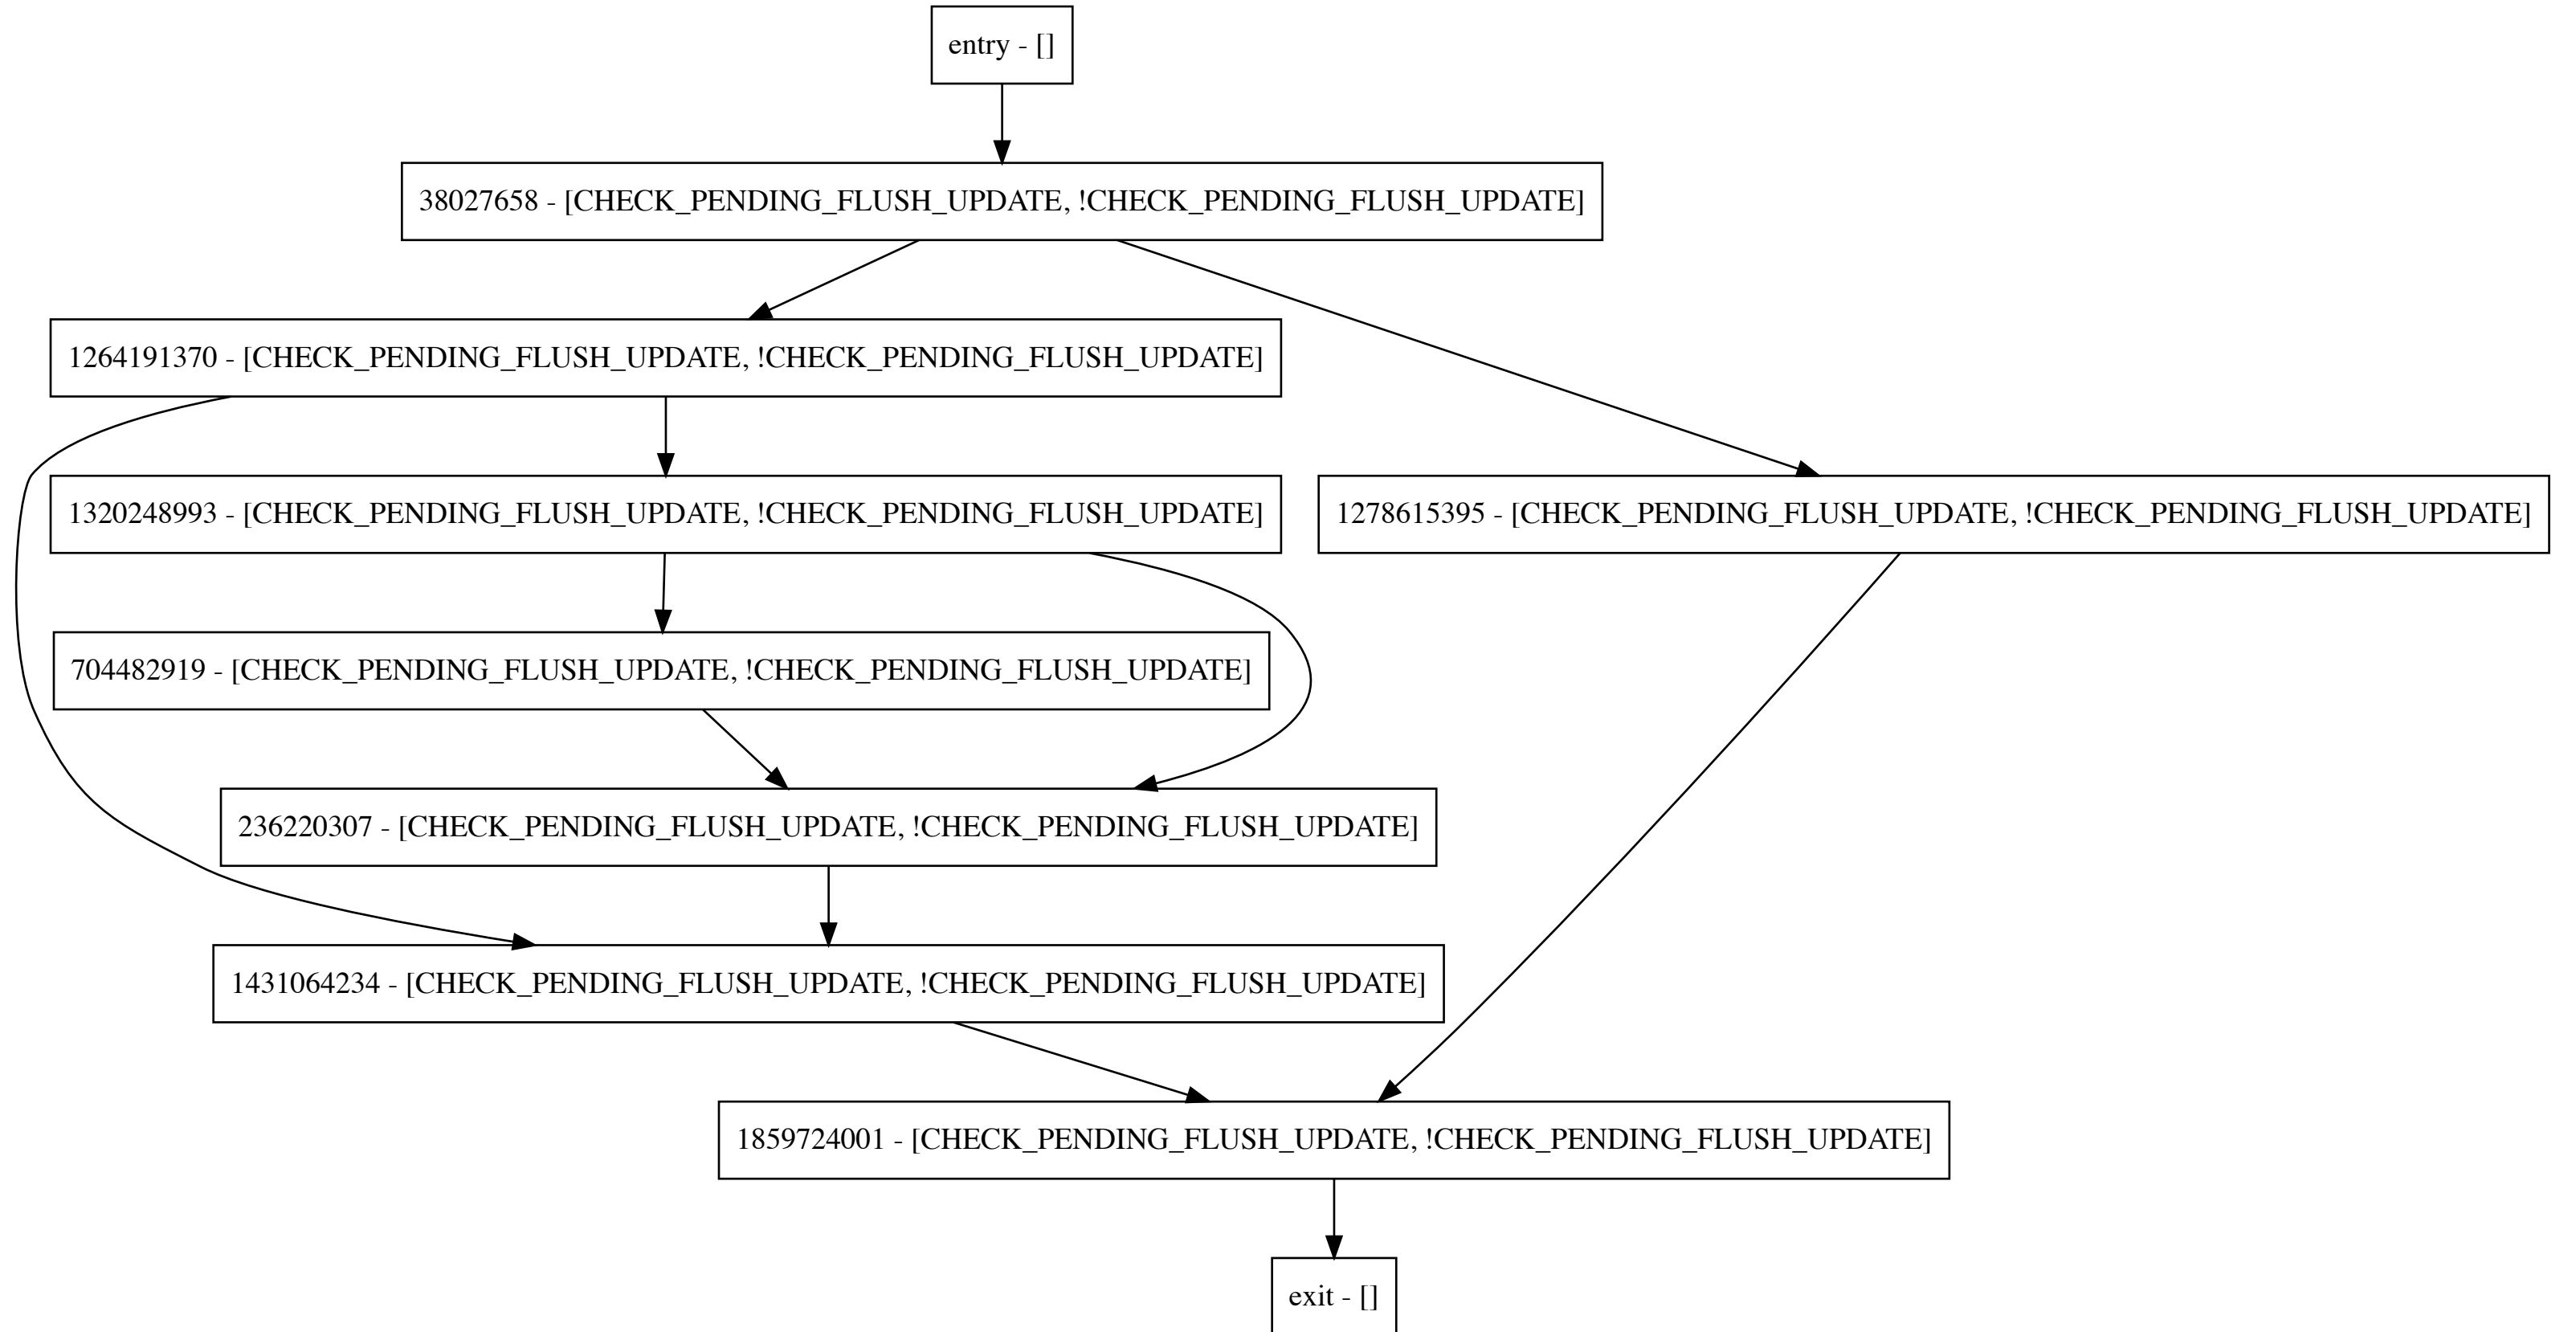 entry - []
38027658 - [CHECK_PENDING_FLUSH_UPDATE, !CHECK_PENDING_FLUSH_UPDATE]
1264191370 - [CHECK_PENDING_FLUSH_UPDATE, !CHECK_PENDING_FLUSH_UPDATE]
1320248993 - [CHECK_PENDING_FLUSH_UPDATE, !CHECK_PENDING_FLUSH_UPDATE]
1278615395 - [CHECK_PENDING_FLUSH_UPDATE, !CHECK_PENDING_FLUSH_UPDATE]
704482919 - [CHECK_PENDING_FLUSH_UPDATE, !CHECK_PENDING_FLUSH_UPDATE]
236220307 - [CHECK_PENDING_FLUSH_UPDATE, !CHECK_PENDING_FLUSH_UPDATE]
1431064234 - [CHECK_PENDING_FLUSH_UPDATE, !CHECK_PENDING_FLUSH_UPDATE]
1859724001 - [CHECK_PENDING_FLUSH_UPDATE, !CHECK_PENDING_FLUSH_UPDATE]
exit - []